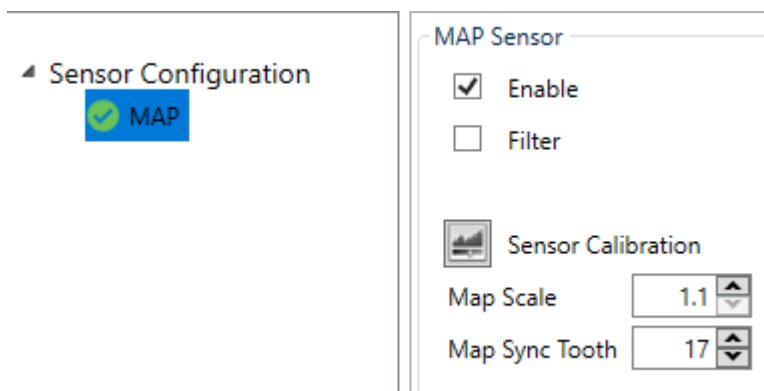 Sensor Configuration
MAP
MAP Sensor
Enable
Filter
Sensor Calibration
Map Scale 1.1
Map Sync Tooth 17